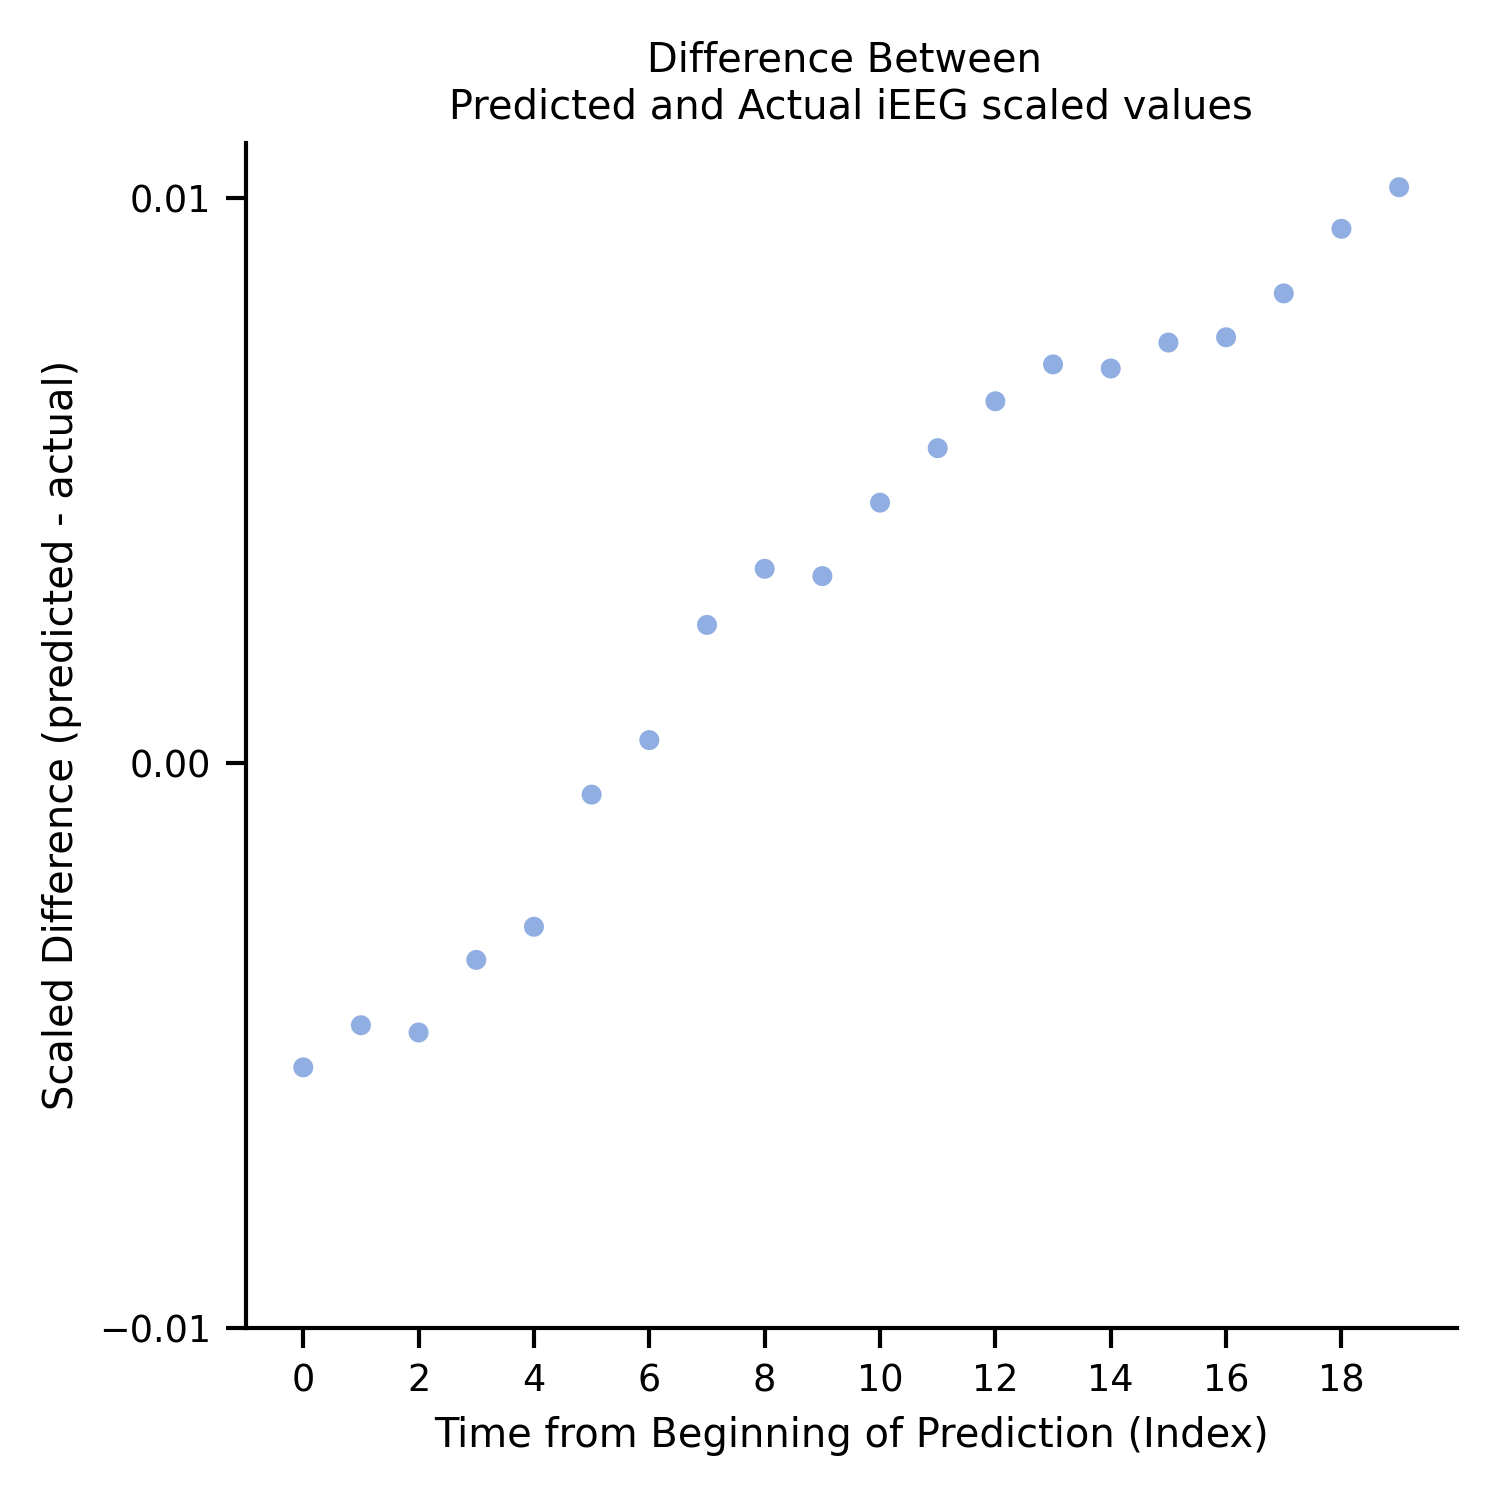 Difference Between
Predicted and Actual iEEG scaled values
Scaled Difference (predicted - actual)
0.01
0.00
−0.01
0 2 4 6 8 10 12 14 16 18
Time from Beginning of Prediction (Index)